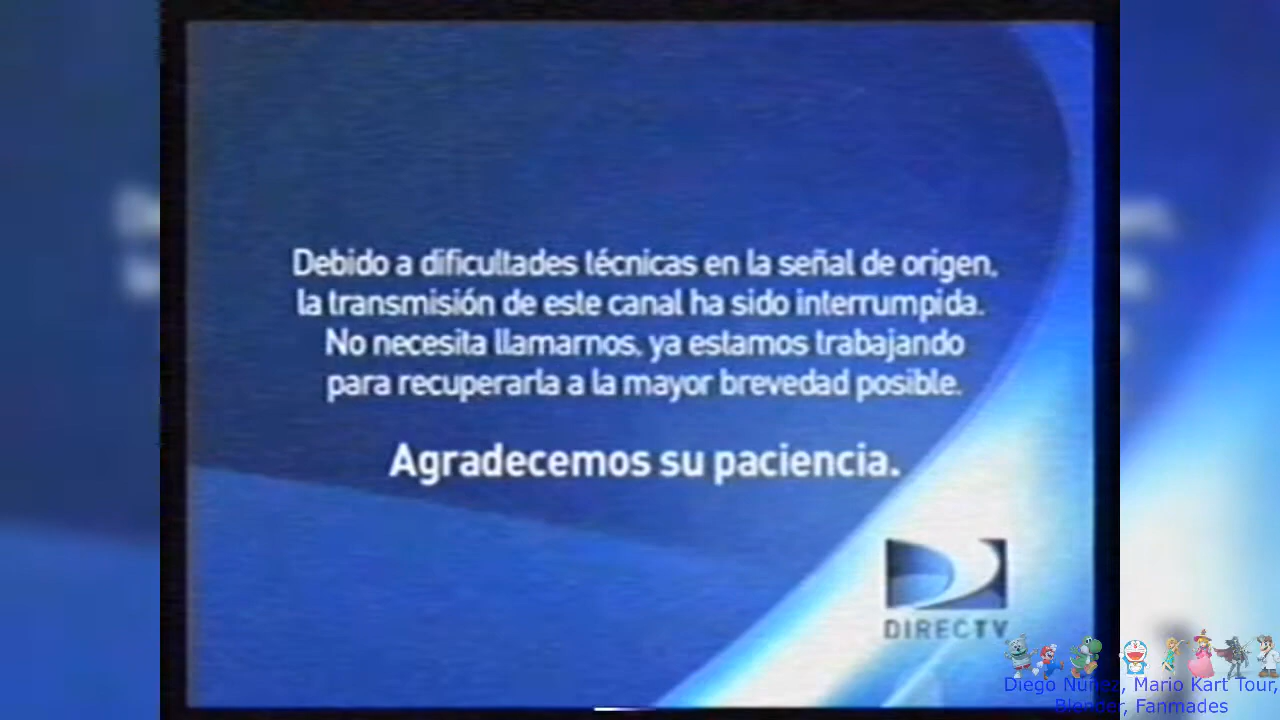 Debido a dificultades técnicas en la señal de origen,
la transmisión de este canal ha sido interrumpida.
No necesita llamarnos, ya estamos trabajando
para recuperarla a la mayor brevedad posible.
Agradecemos su paciencia.
DIRECTV
Diego Nuñez, Mario Kart Tour,
Blender, Fanmades